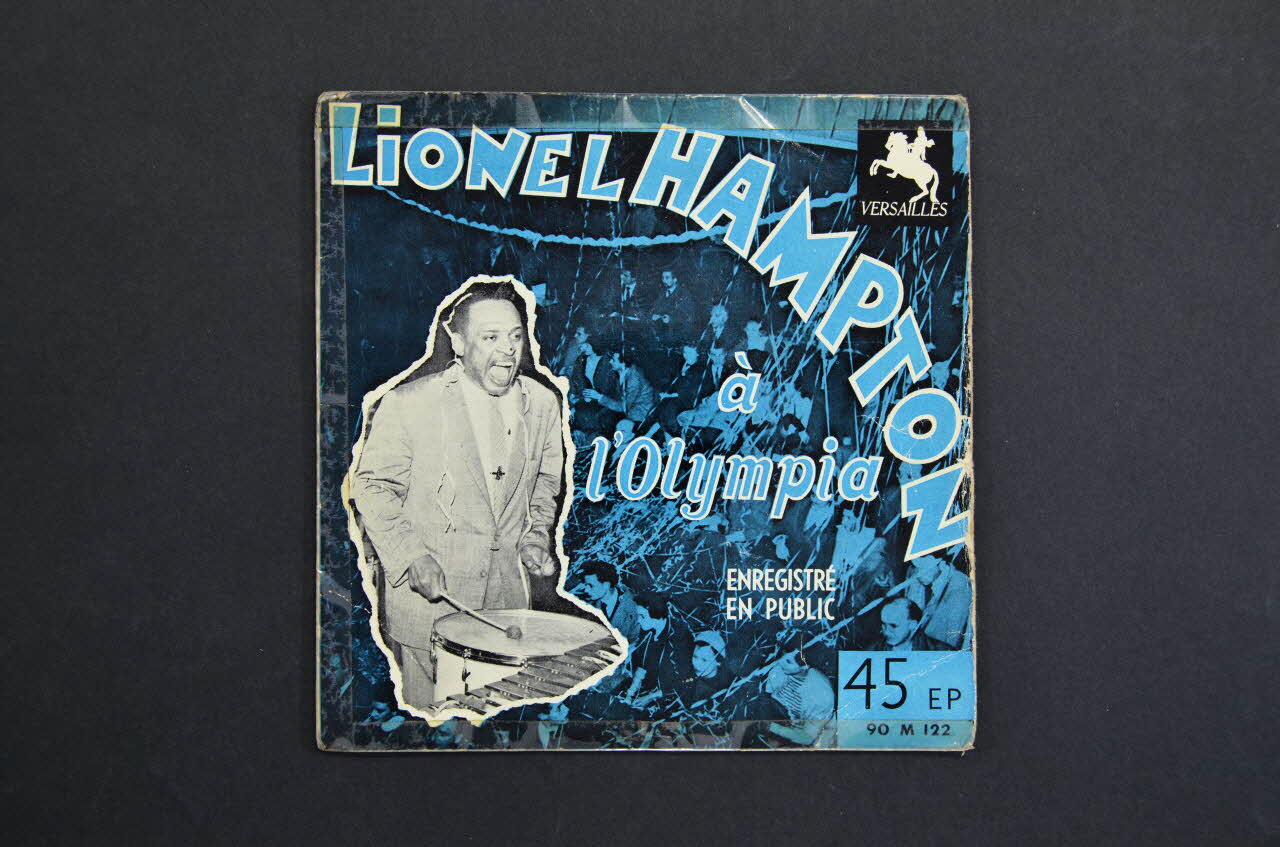 LIONEL HAMPTON
VERSAILLES
à
l'Olympia
ENREGISTRÉ
EN PUBLIC
45 EP
90 M 122